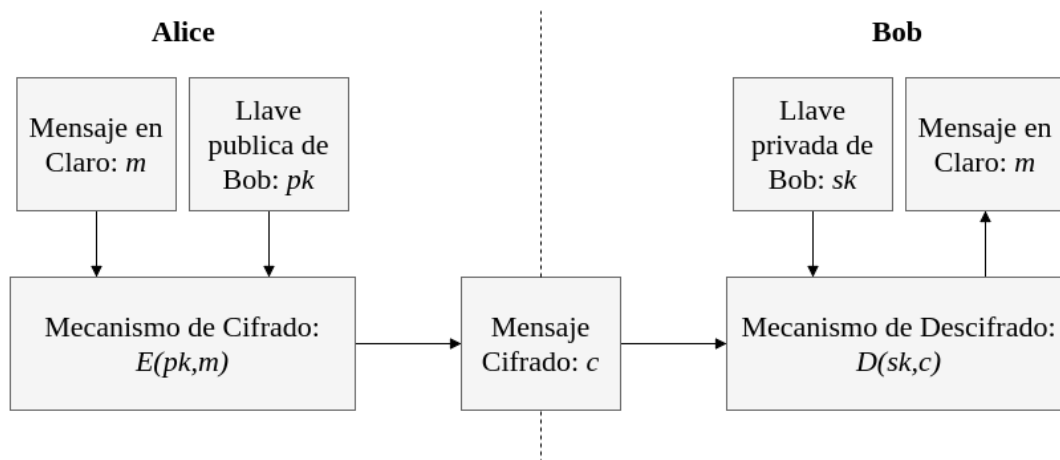 Alice
Bob
Mensaje en
Claro: m
Llave
publica de
Bob: pk
Llave
privada de
Bob: sk
Mensaje en
Claro: m
Mecanismo de Cifrado:
E(pk,m)
Mensaje
Cifrado: c
Mecanismo de Descifrado:
D(sk,c)